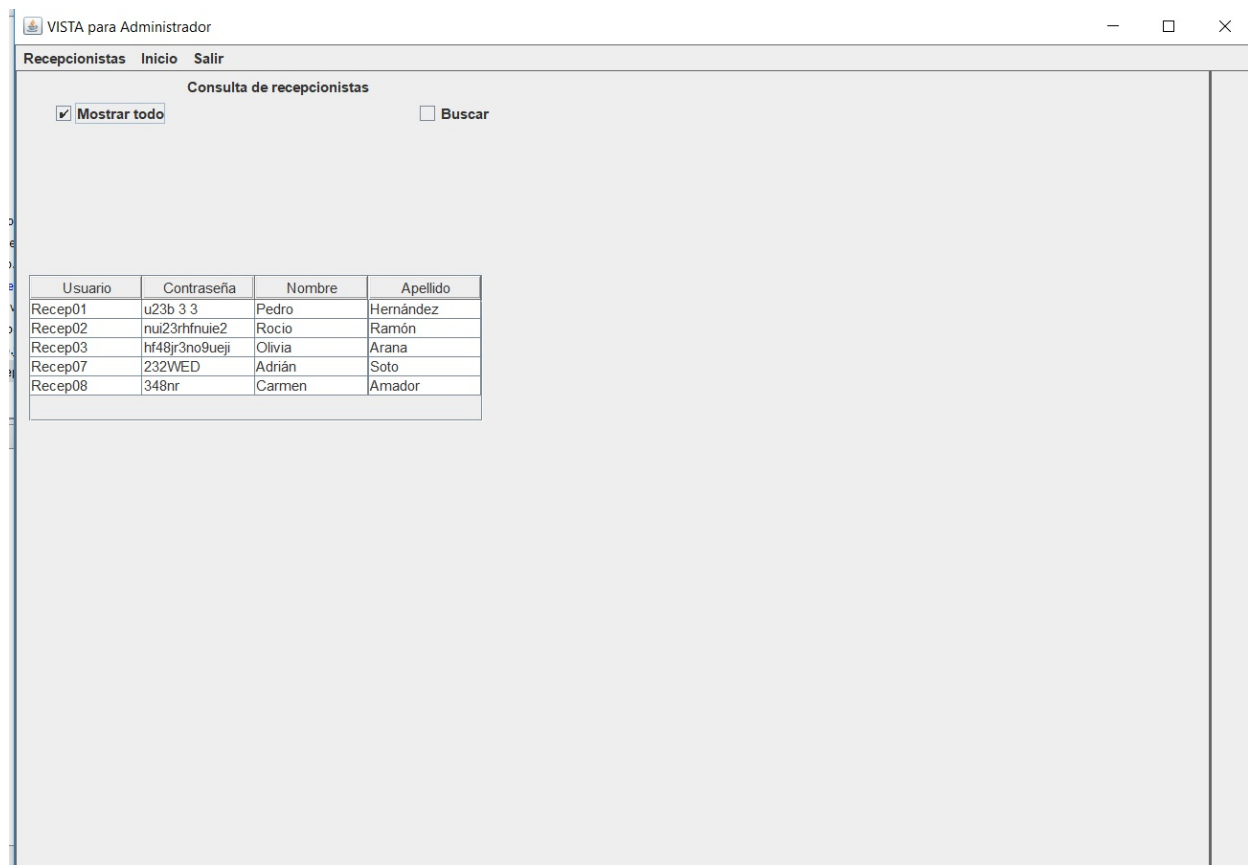 VISTA para Administrador
Recepcionistas Inicio Salir
Consulta de recepcionistas
Mostrar todo Buscar
Usuario Contraseña Nombre Apellido
Recep01 u23b 3 3 Pedro Hernández
Recep02 nui23rhfnuie2 Rocio Ramón
Recep03 hf48jr3no9ueji Olivia Arana
Recep07 232WED Adrián Soto
Recep08 348nr Carmen Amador